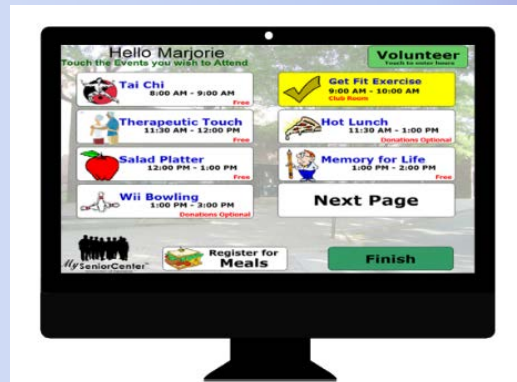 Hello Marjorie
Touch the Events you wish to Attend
Volunteer
Touch to enter hours
Tai Chi
8:00 AM - 9:00 AM
Free
Get Fit Exercise
9:00 AM - 10:00 AM
Club Room
Therapeutic Touch
11:30 AM - 12:00 PM
Free
Hot Lunch
11:30 AM - 1:00 PM
Donations Optional
Salad Platter
12:00 PM - 1:00 PM
Free
Memory for Life
1:00 PM - 2:00 PM
Free
Wii Bowling
1:00 PM - 3:00 PM
Donations Optional
Next Page
MySeniorCenter
Register for
Meals
Finish